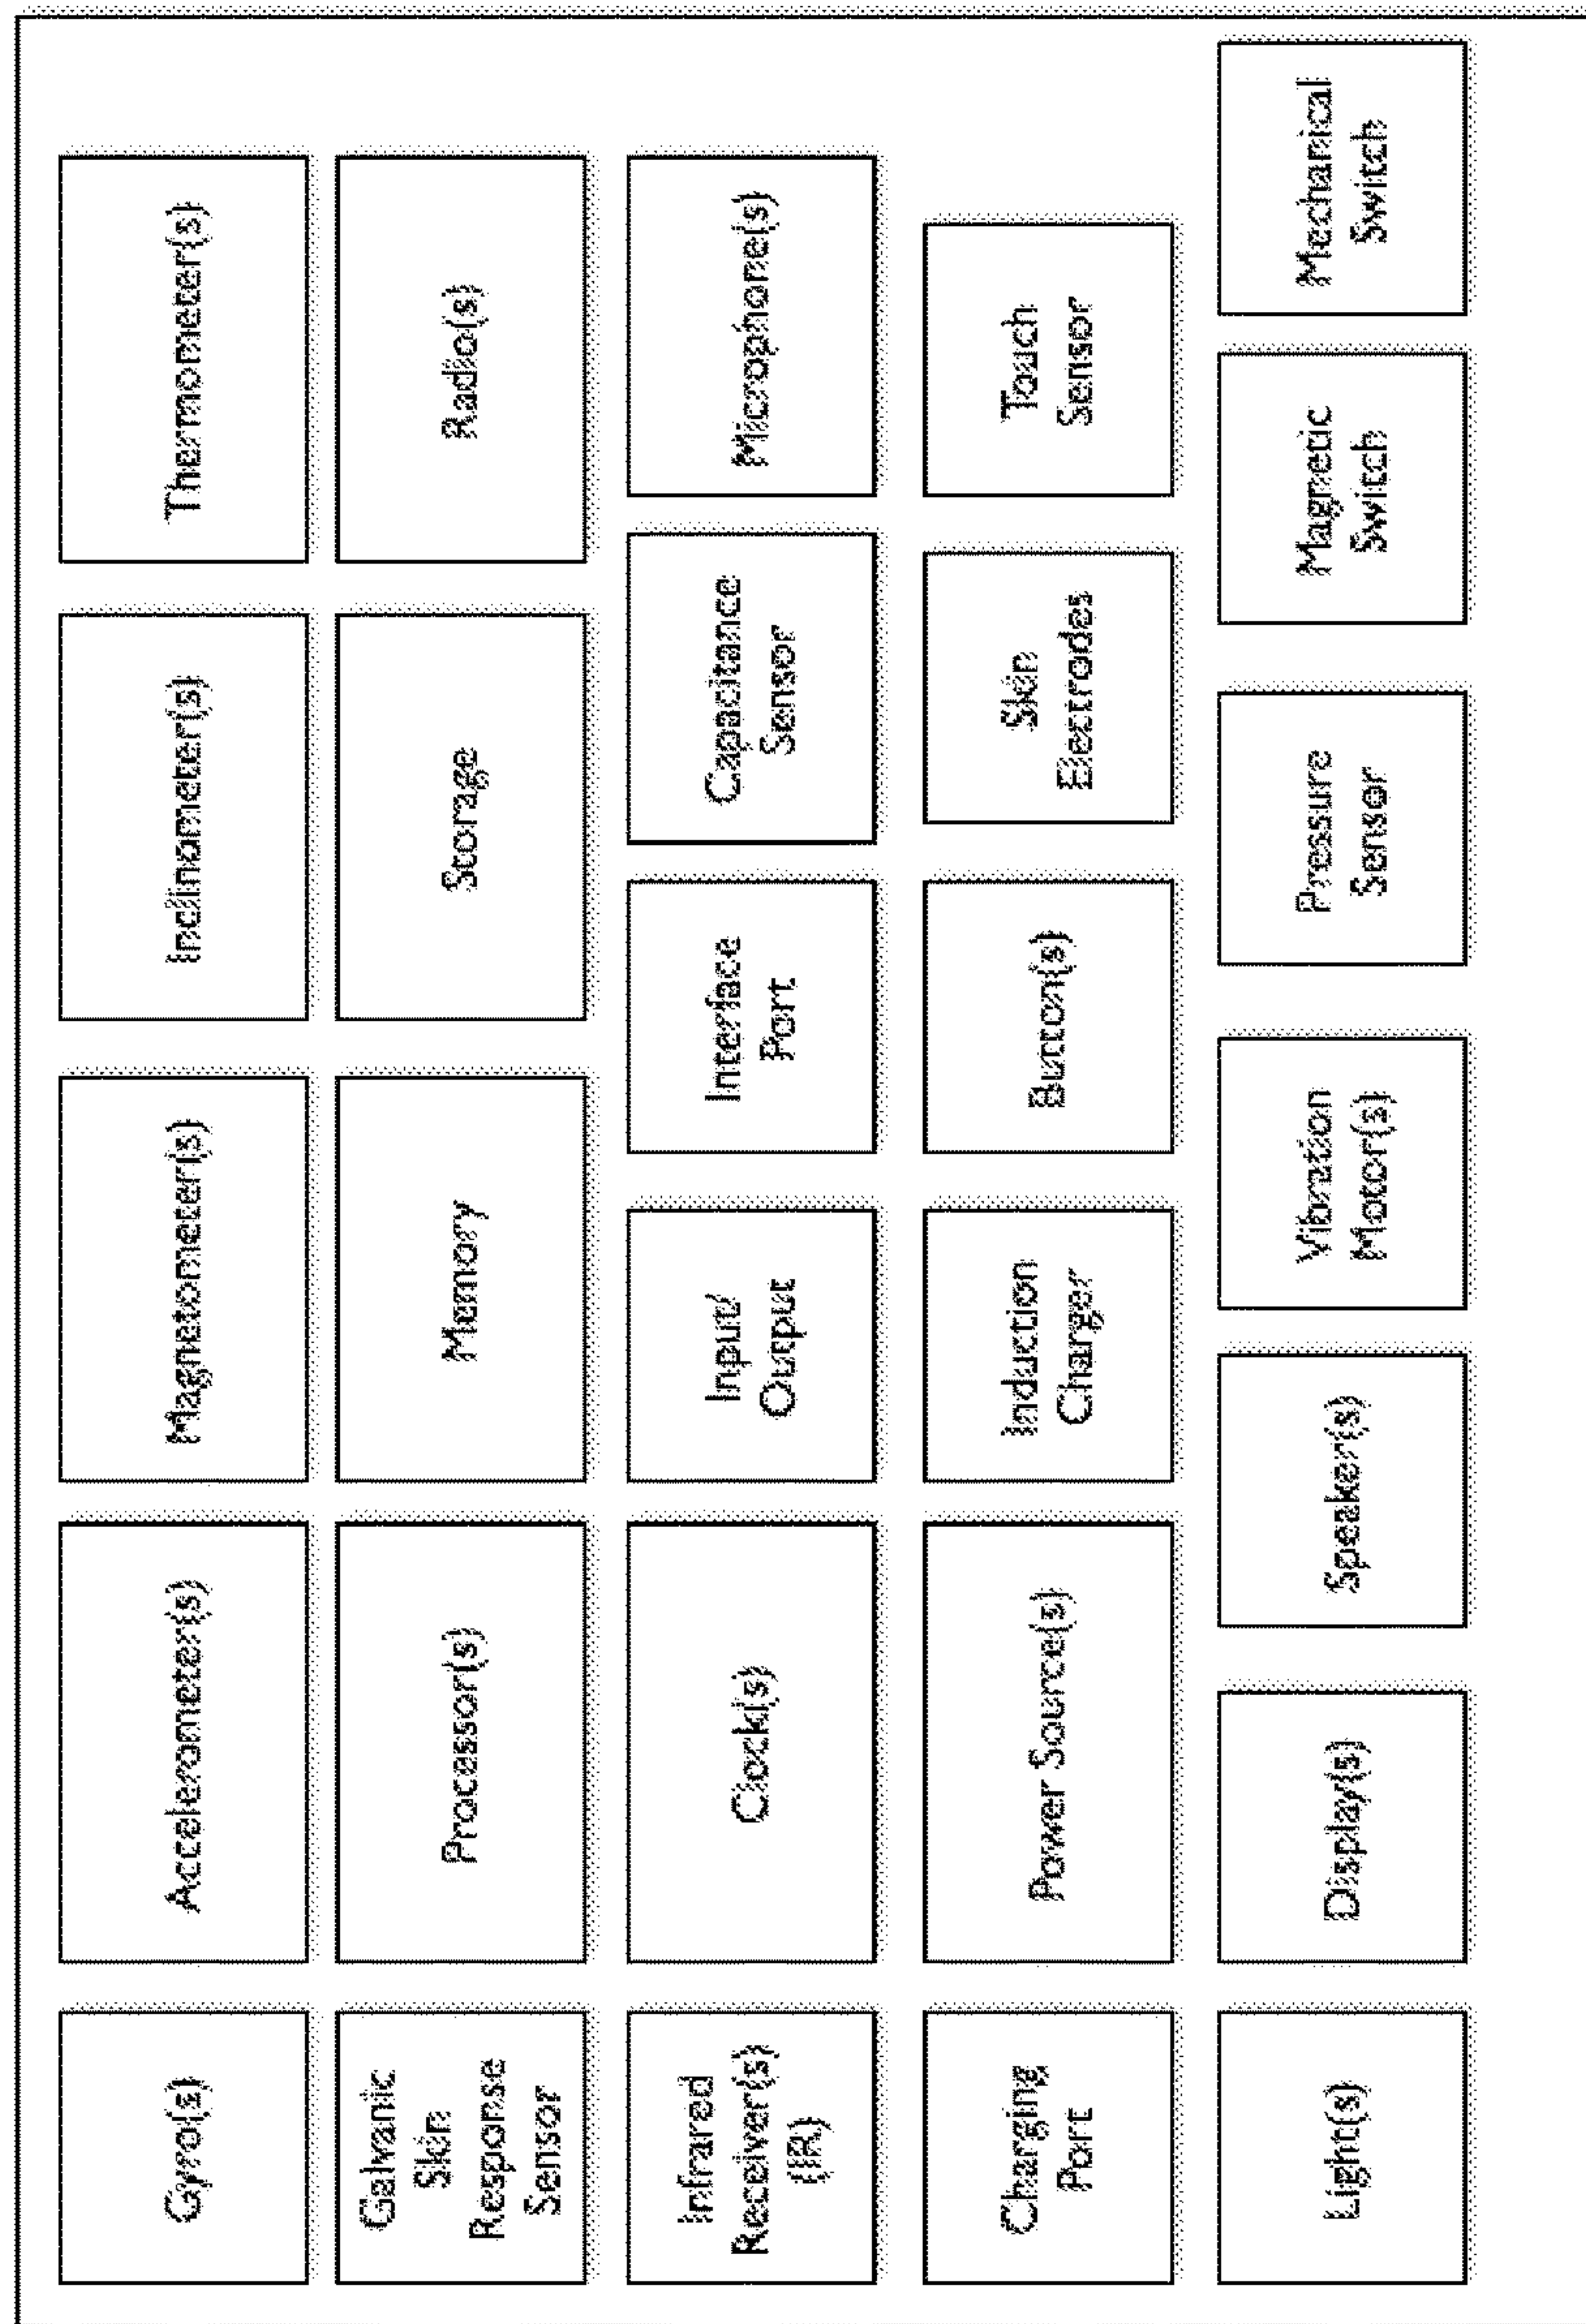 Gyro(s)
Accelerometer(s)
Magnetometer(s)
Inclinometer(s)
Thermometer(s)
Galvanic
Skin
Response
Sensor
Processor(s)
Memory
Storage
Radio(s)
Infrared
Receiver(s)
(IR)
Clock(s)
Input/
Output
Interface
Port
Capacitance
Sensor
Microphone(s)
Charging
Port
Power Source(s)
Induction
Charger
Button(s)
Skin
Electrodes
Touch
Sensor
Light(s)
Display(s)
Speaker(s)
Vibration
Motor(s)
Pressure
Sensor
Magnetic
Switch
Mechanical
Switch